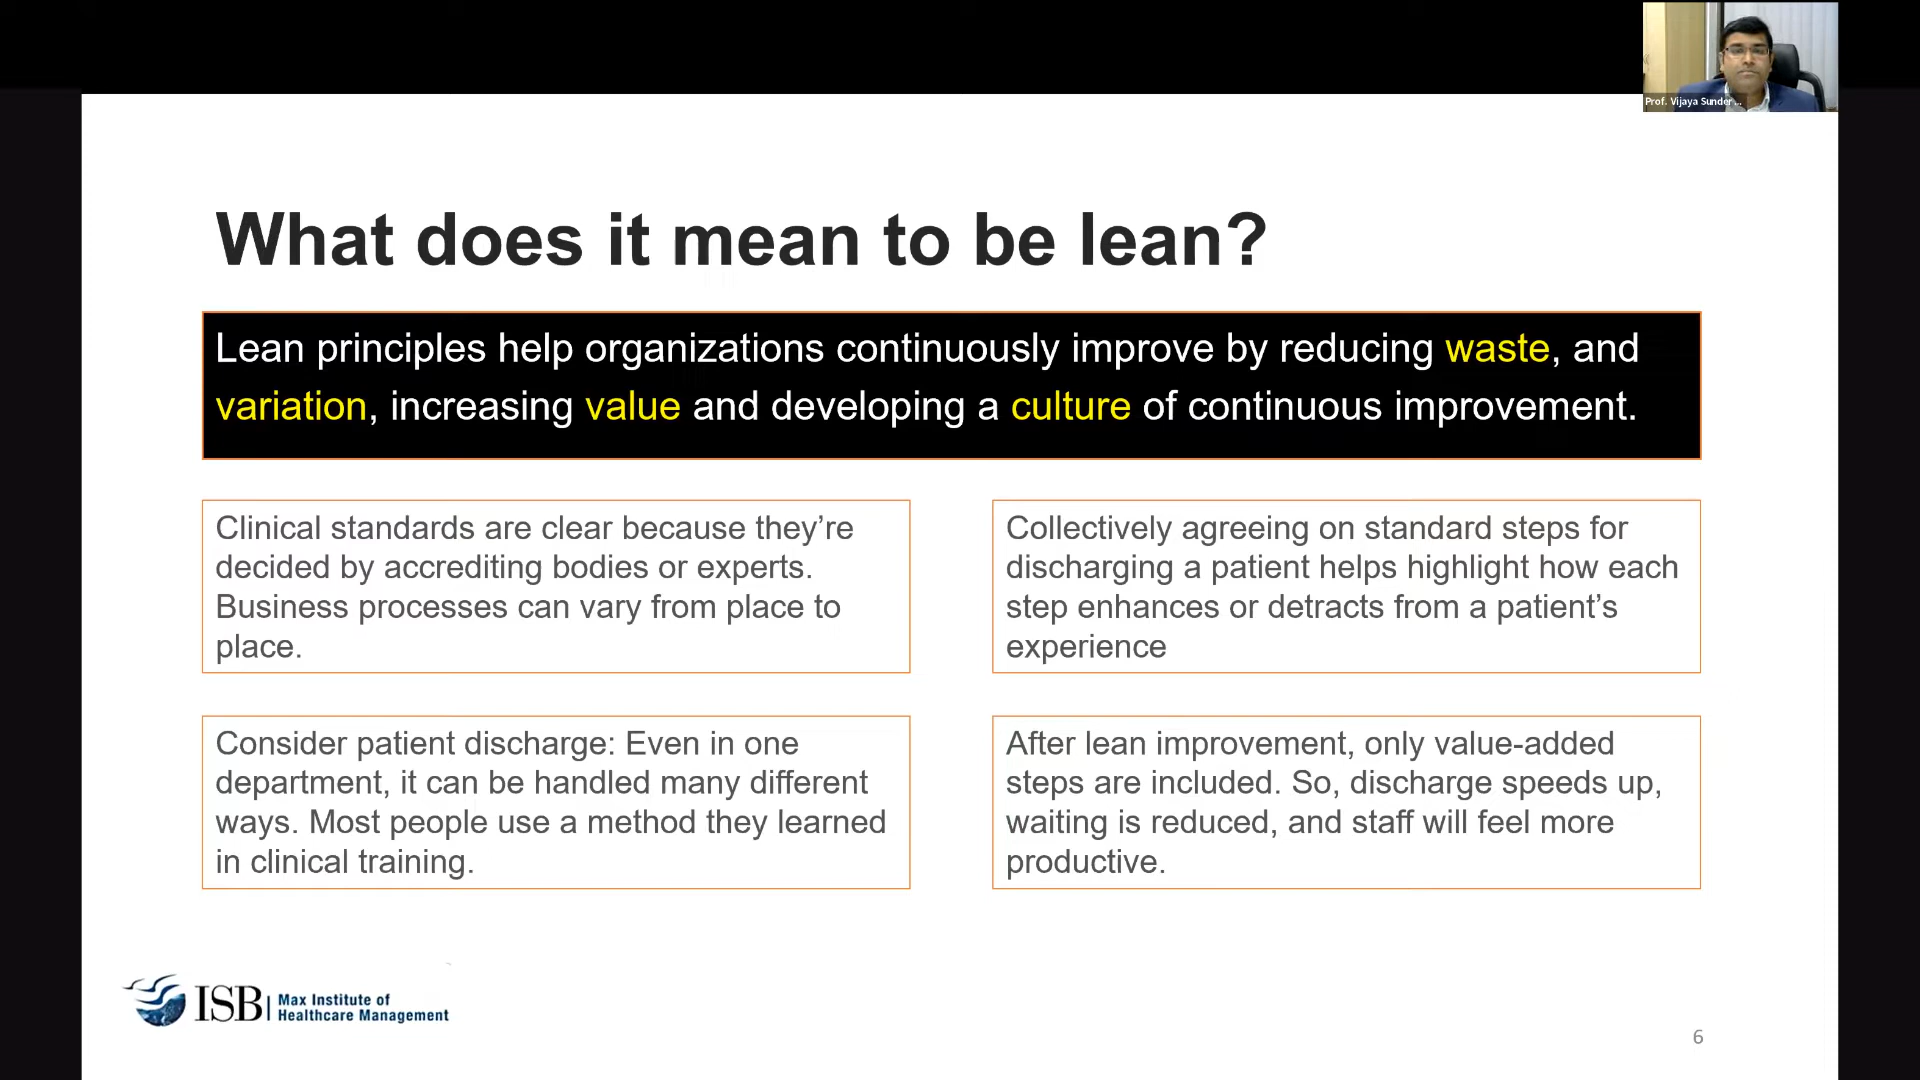 Prof. Vijaya Sunder ...
What does it mean to be lean?
Lean principles help organizations continuously improve by reducing waste, and
variation, increasing value and developing a culture of continuous improvement.
Clinical standards are clear because they’re
decided by accrediting bodies or experts.
Business processes can vary from place to
place.
Collectively agreeing on standard steps for
discharging a patient helps highlight how each
step enhances or detracts from a patient’s
experience
Consider patient discharge: Even in one
department, it can be handled many different
ways. Most people use a method they learned
in clinical training.
After lean improvement, only value-added
steps are included. So, discharge speeds up,
waiting is reduced, and staff will feel more
productive.
ISB
Max Institute of
Healthcare Management
6